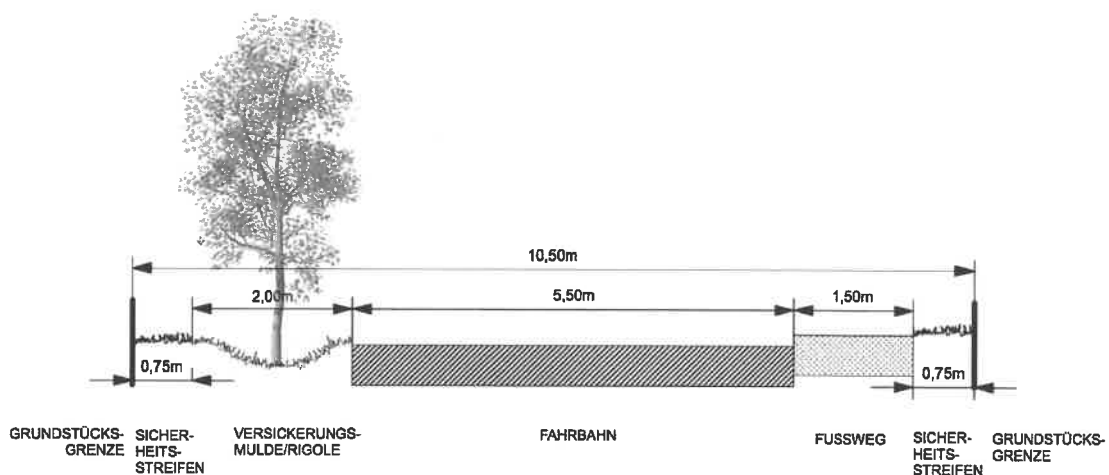 10,50m
2,00m
5,50m
1,50m
0,75m
0,75m
GRUNDSTÜCKS-
GRENZE
SICHER-
HEITS-
STREIFEN
VERSICKERUNGS-
MULDE/RIGOLE
FAHRBAHN
FUSSWEG
SICHER-
HEITS-
STREIFEN
GRUNDSTÜCKS-
GRENZE